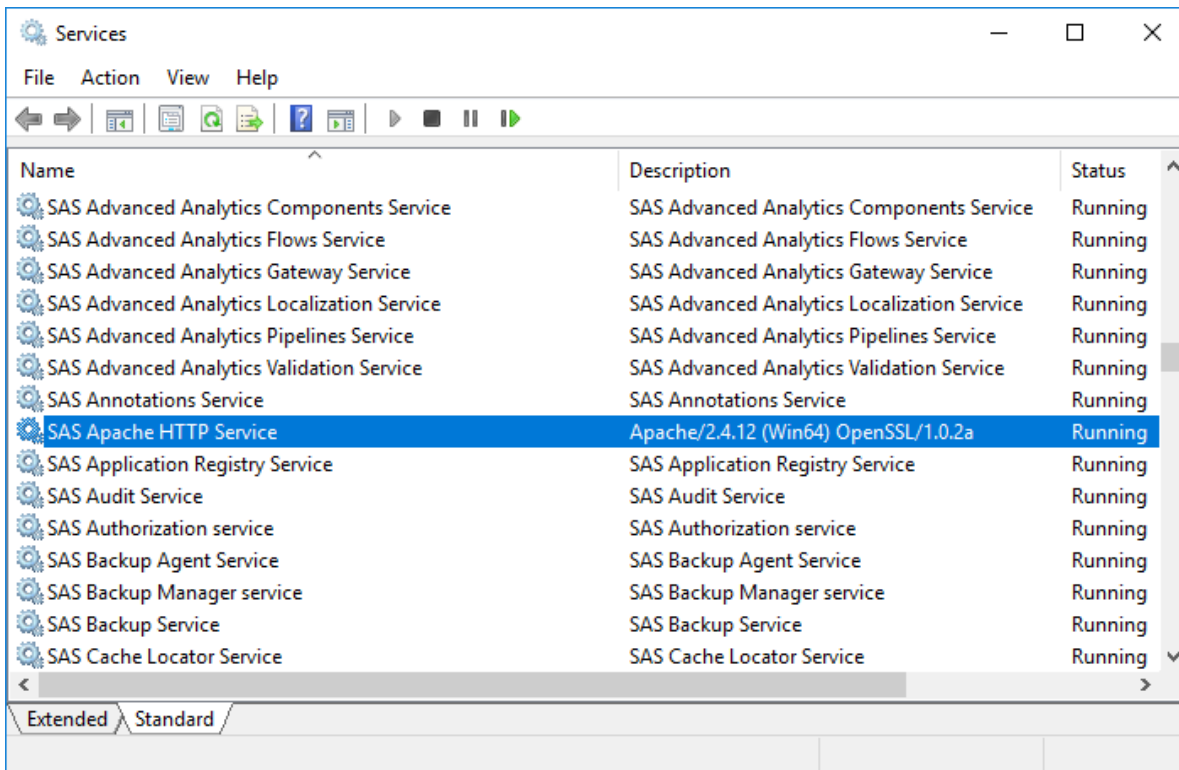 Services
File Action View Help
Name Description Status
SAS Advanced Analytics Components Service SAS Advanced Analytics Components Service Running
SAS Advanced Analytics Flows Service SAS Advanced Analytics Flows Service Running
SAS Advanced Analytics Gateway Service SAS Advanced Analytics Gateway Service Running
SAS Advanced Analytics Localization Service SAS Advanced Analytics Localization Service Running
SAS Advanced Analytics Pipelines Service SAS Advanced Analytics Pipelines Service Running
SAS Advanced Analytics Validation Service SAS Advanced Analytics Validation Service Running
SAS Annotations Service SAS Annotations Service Running
SAS Apache HTTP Service Apache/2.4.12 (Win64) OpenSSL/1.0.2a Running
SAS Application Registry Service SAS Application Registry Service Running
SAS Audit Service SAS Audit Service Running
SAS Authorization service SAS Authorization service Running
SAS Backup Agent Service SAS Backup Agent Service Running
SAS Backup Manager service SAS Backup Manager service Running
SAS Backup Service SAS Backup Service Running
SAS Cache Locator Service SAS Cache Locator Service Running
Extended Standard